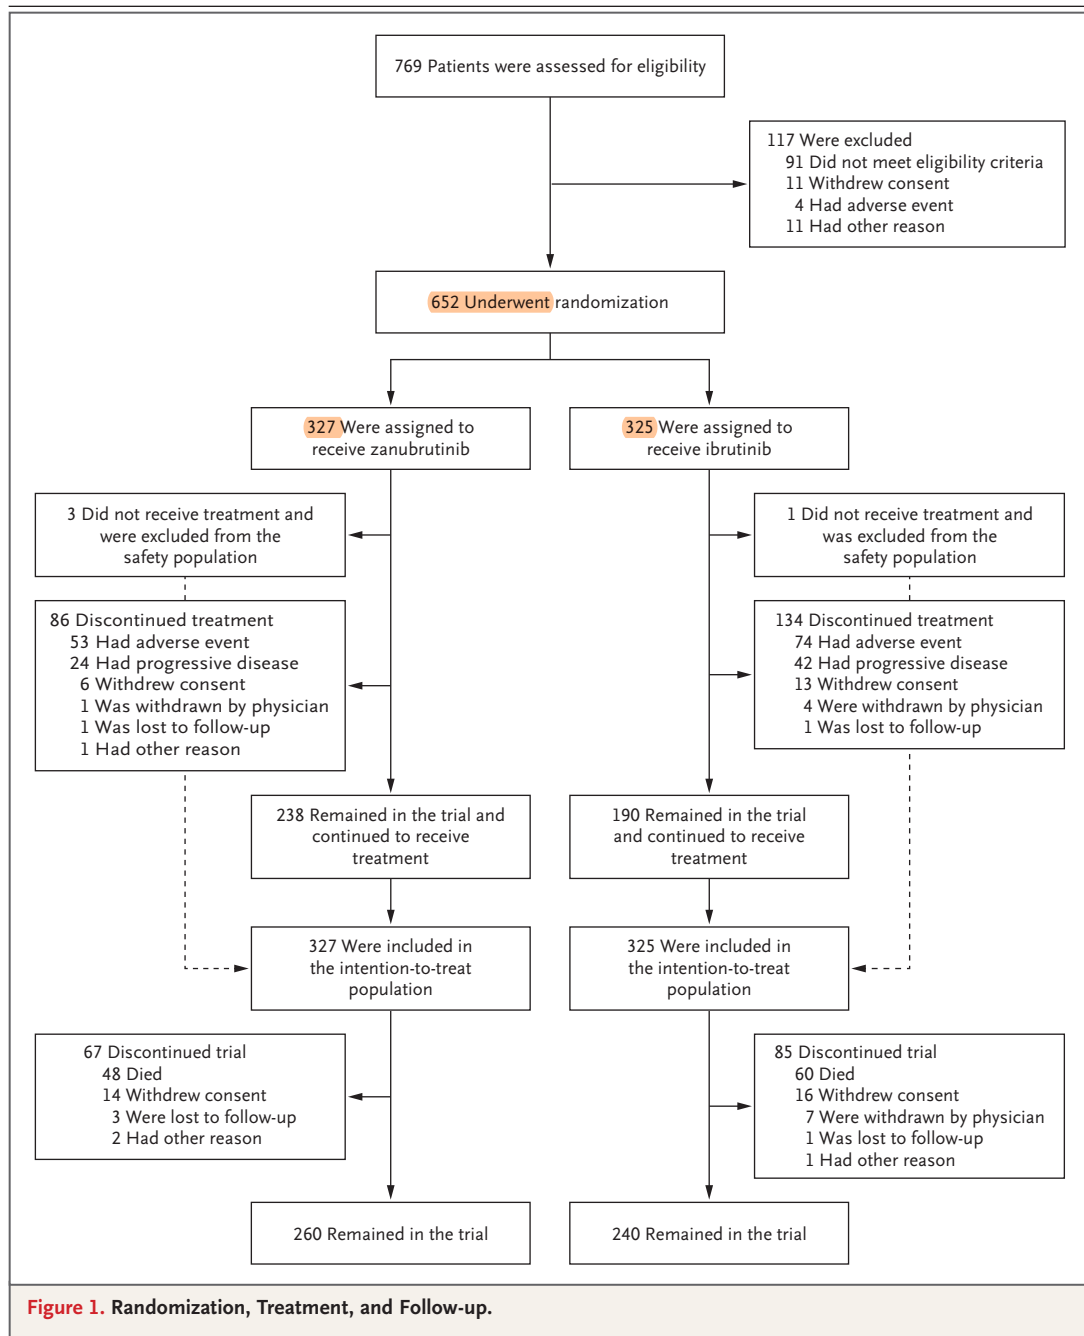 769 Patients were assessed for eligibility
117 Were excluded
91 Did not meet eligibility criteria
11 Withdrew consent
4 Had adverse event
11 Had other reason
652 Underwent randomization
327 Were assigned to
receive zanubrutinib
325 Were assigned to
receive ibrutinib
3 Did not receive treatment and
were excluded from the
safety population
1 Did not receive treatment and
was excluded from the
safety population
86 Discontinued treatment
53 Had adverse event
24 Had progressive disease
6 Withdrew consent
1 Was withdrawn by physician
1 Was lost to follow-up
1 Had other reason
134 Discontinued treatment
74 Had adverse event
42 Had progressive disease
13 Withdrew consent
4 Were withdrawn by physician
1 Was lost to follow-up
238 Remained in the trial and
continued to receive
treatment
190 Remained in the trial
and continued to receive
treatment
327 Were included in
the intention-to-treat
population
325 Were included in
the intention-to-treat
population
67 Discontinued trial
48 Died
14 Withdrew consent
3 Were lost to follow-up
2 Had other reason
85 Discontinued trial
60 Died
16 Withdrew consent
7 Were withdrawn by physician
1 Was lost to follow-up
1 Had other reason
260 Remained in the trial
240 Remained in the trial
Figure 1. Randomization, Treatment, and Follow-up.